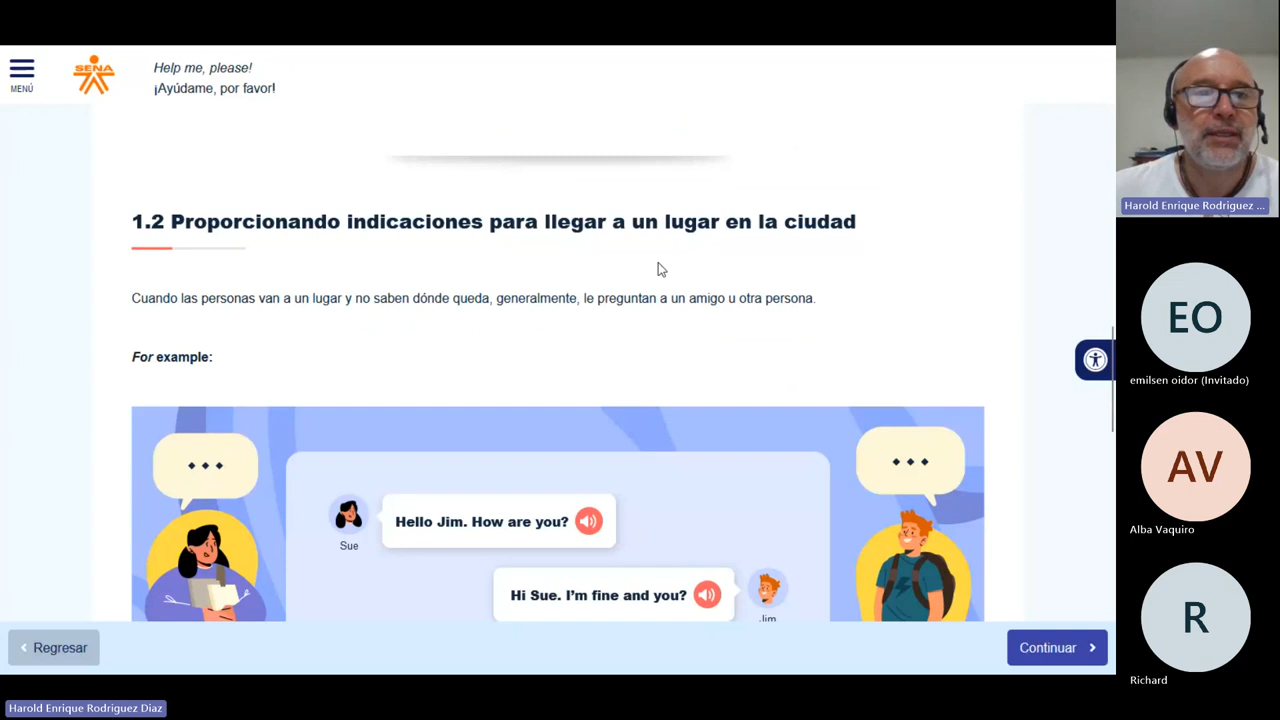 MENÚ
SENA
Help me, please!
¡Ayúdame, por favor!
1.2 Proporcionando indicaciones para llegar a un lugar en la ciudad
Cuando las personas van a un lugar y no saben dónde queda, generalmente, le preguntan a un amigo u otra persona.
For example:
Hello Jim. How are you?
Sue
Hi Sue. I'm fine and you?
Jim
Regresar
Continuar
Harold Enrique Rodriguez Diaz
Harold Enrique Rodriguez ...
EO
emilsen oidor (Invitado)
AV
Alba Vaquiro
R
Richard